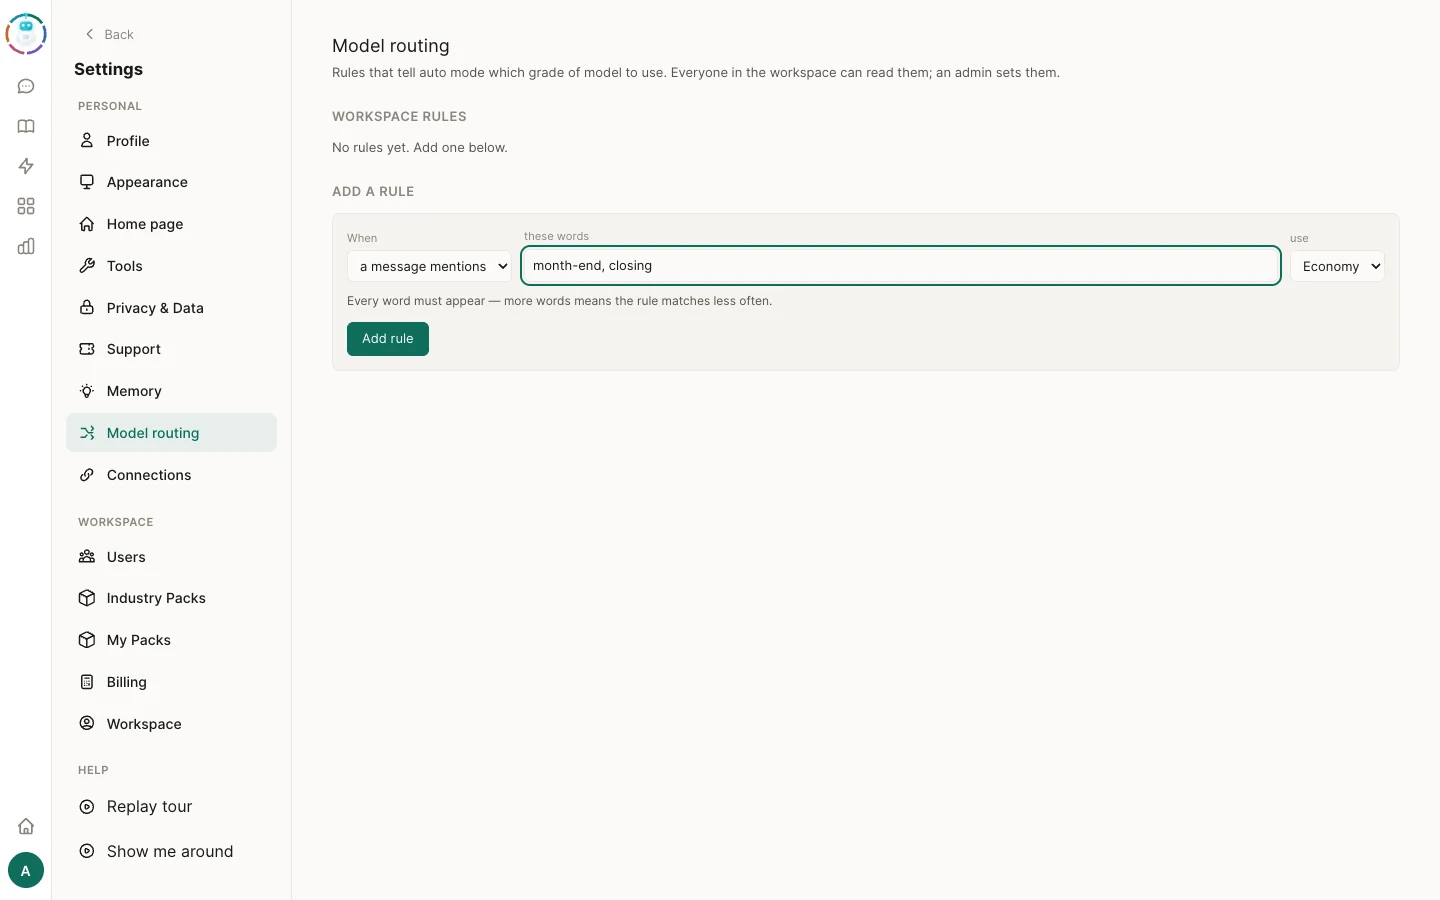 Back
Settings
PERSONAL
Profile
Appearance
Home page
Tools
Privacy & Data
Support
Memory
Model routing
Connections
WORKSPACE
Users
Industry Packs
My Packs
Billing
Workspace
HELP
Replay tour
Show me around
A
Model routing
Rules that tell auto mode which grade of model to use. Everyone in the workspace can read them; an admin sets them.
WORKSPACE RULES
No rules yet. Add one below.
ADD A RULE
When these words use
a message mentions month-end, closing Economy
Every word must appear — more words means the rule matches less often.
Add rule